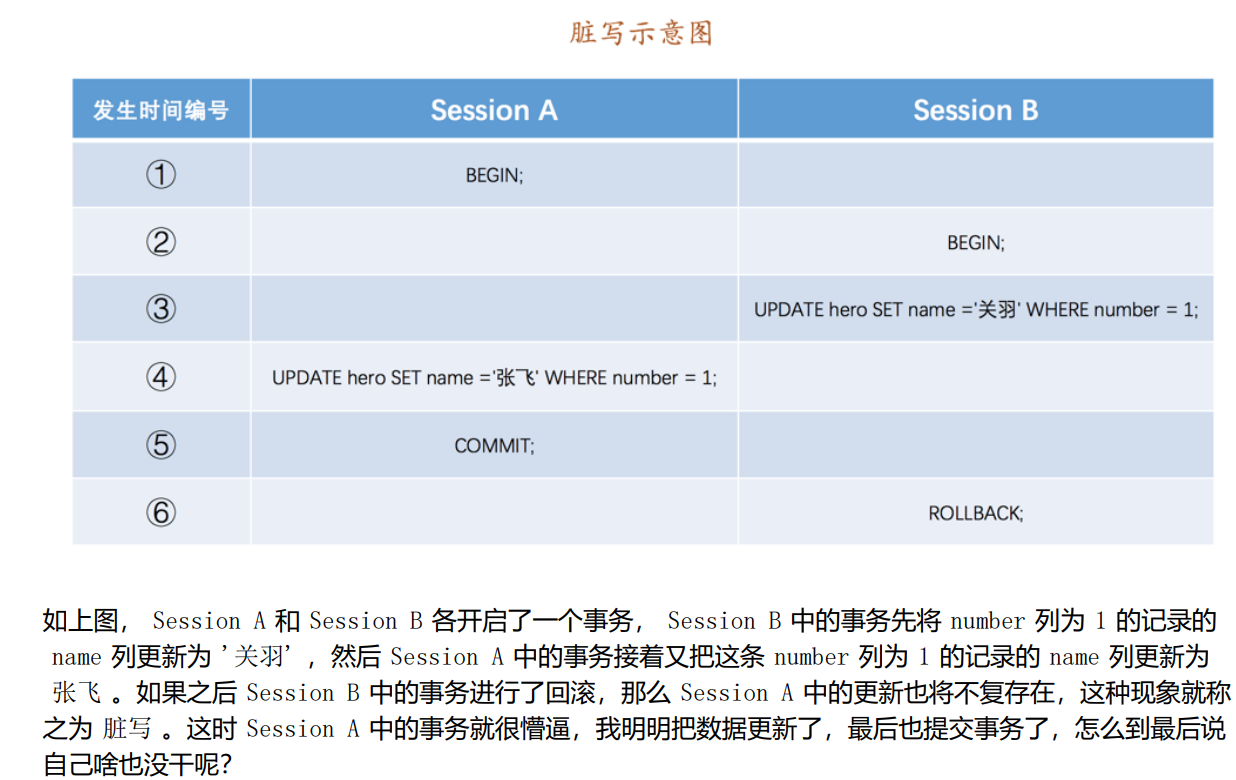 脏写示意图
发生时间编号 Session A Session B
① BEGIN;
② BEGIN;
③ UPDATE hero SET name ='关羽' WHERE number = 1;
④ UPDATE hero SET name ='张飞' WHERE number = 1;
⑤ COMMIT;
⑥ ROLLBACK;
如上图， Session A 和 Session B 各开启了一个事务， Session B 中的事务先将 number 列为 1 的记录的
name 列更新为 '关羽' ，然后 Session A 中的事务接着又把这条 number 列为 1 的记录的 name 列更新为
张飞 。如果之后 Session B 中的事务进行了回滚，那么 Session A 中的更新也将不复存在，这种现象就称
之为 脏写 。这时 Session A 中的事务就很懵逼，我明明把数据更新了，最后也提交事务了，怎么到最后说
自己啥也没干呢？